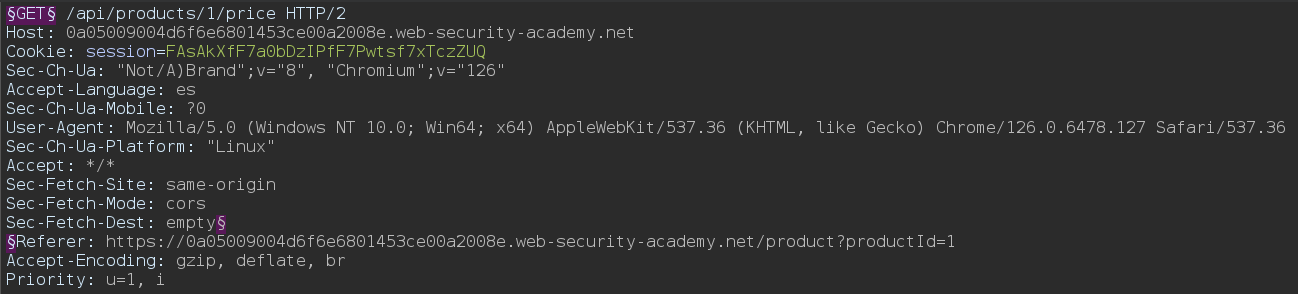 §GET§ /api/products/1/price HTTP/2
Host: 0a05009004d6f6e6801453ce00a2008e.web-security-academy.net
Cookie: session=FAsAkXfF7a0bDzIPfF7Pwtsf7xTczZUQ
Sec-Ch-Ua: "Not/A)Brand";v="8", "Chromium";v="126"
Accept-Language: es
Sec-Ch-Ua-Mobile: ?0
User-Agent: Mozilla/5.0 (Windows NT 10.0; Win64; x64) AppleWebKit/537.36 (KHTML, like Gecko) Chrome/126.0.6478.127 Safari/537.36
Sec-Ch-Ua-Platform: "Linux"
Accept: */*
Sec-Fetch-Site: same-origin
Sec-Fetch-Mode: cors
Sec-Fetch-Dest: empty§
§Referer: https://0a05009004d6f6e6801453ce00a2008e.web-security-academy.net/product?productId=1
Accept-Encoding: gzip, deflate, br
Priority: u=1, i